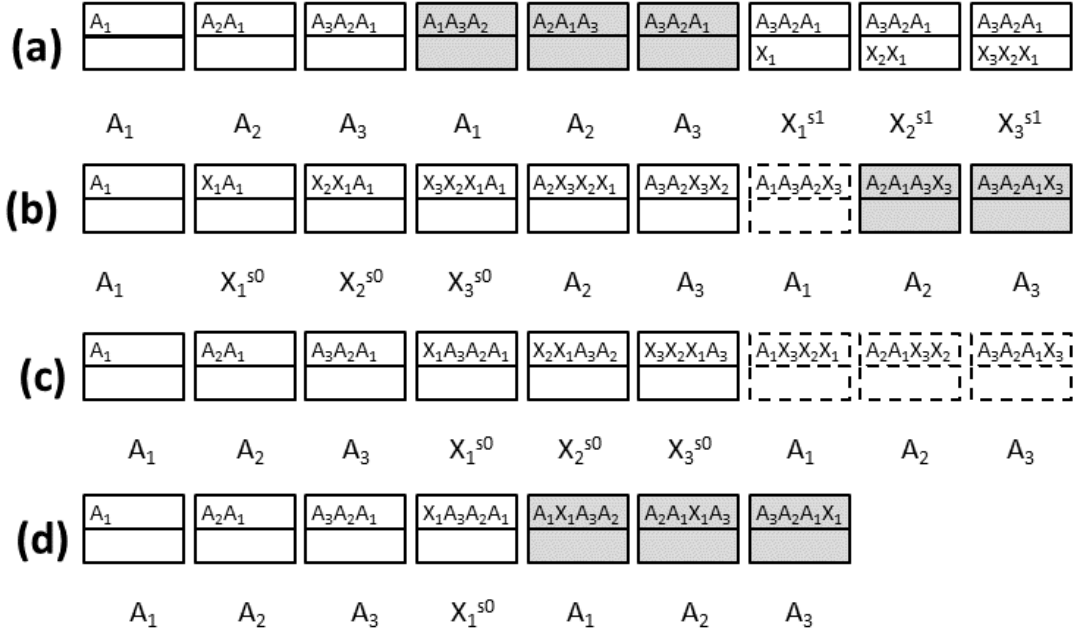 (a) A₁ A₂A₁ A₃A₂A₁ A₁A₃A₂ A₂A₁A₃ A₃A₂A₁ A₃A₂A₁ A₃A₂A₁ A₃A₂A₁
X₁ X₂X₁ X₃X₂X₁
A₁ A₂ A₃ A₁ A₂ A₃ X₁ˢ¹ X₂ˢ¹ X₃ˢ¹
(b) A₁ X₁A₁ X₂X₁A₁ X₃X₂X₁A₁ A₂X₃X₂X₁ A₃A₂X₃X₂ A₁A₃A₂X₃ A₂A₁A₃X₃ A₃A₂A₁X₃
A₁ X₁ˢ⁰ X₂ˢ⁰ X₃ˢ⁰ A₂ A₃ A₁ A₂ A₃
(c) A₁ A₂A₁ A₃A₂A₁ X₁A₃A₂A₁ X₂X₁A₃A₂ X₃X₂X₁A₃ A₁X₃X₂X₁ A₂A₁X₃X₂ A₃A₂A₁X₃
A₁ A₂ A₃ X₁ˢ⁰ X₂ˢ⁰ X₃ˢ⁰ A₁ A₂ A₃
(d) A₁ A₂A₁ A₃A₂A₁ X₁A₃A₂A₁ A₁X₁A₃A₂ A₂A₁X₁A₃ A₃A₂A₁X₁
A₁ A₂ A₃ X₁ˢ⁰ A₁ A₂ A₃